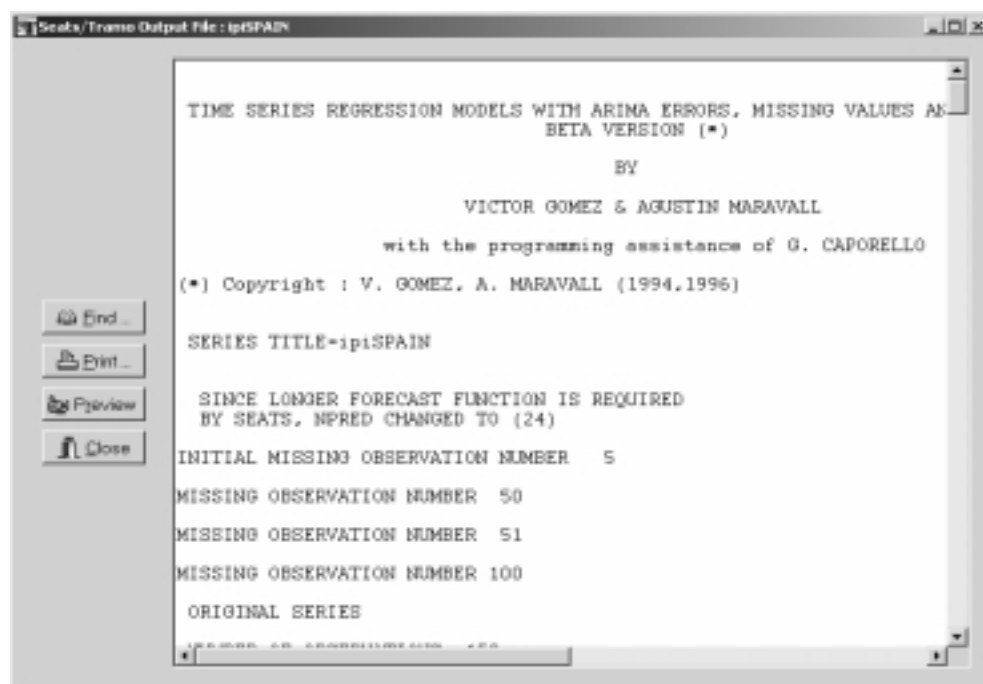 Seats/Tramo Output File : ipiSPAIN
TIME SERIES REGRESSION MODELS WITH ARIMA ERRORS, MISSING VALUES AN
BETA VERSION (*)
BY
VICTOR GOMEZ & AGUSTIN MARAVALL
with the programming assistance of G. CAPORELLO
(*) Copyright : V. GOMEZ, A. MARAVALL (1994,1996)
SERIES TITLE=ipiSPAIN
SINCE LONGER FORECAST FUNCTION IS REQUIRED
BY SEATS, NPRED CHANGED TO (24)
INITIAL MISSING OBSERVATION NUMBER 5
MISSING OBSERVATION NUMBER 50
MISSING OBSERVATION NUMBER 51
MISSING OBSERVATION NUMBER 100
ORIGINAL SERIES
Find...
Print...
Preview
Close